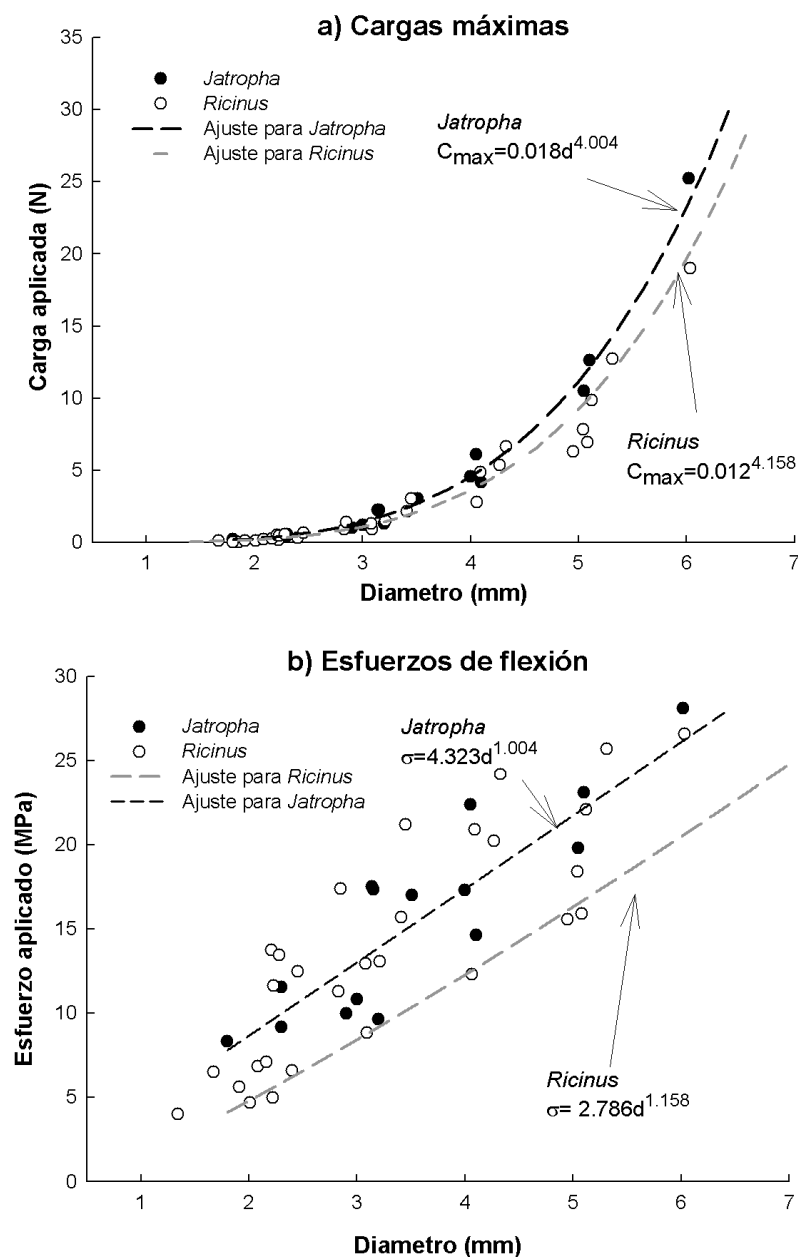 a) Cargas máximas
35
30
25
20
15
10
5
0
Carga aplicada (N)
Jatropha
Ricinus
Ajuste para Jatropha
Ajuste para Ricinus
Jatropha
Cmax=0.018d4.004
Ricinus
Cmax=0.0124.158
1 2 3 4 5 6 7
Diametro (mm)
b) Esfuerzos de flexión
30
25
20
15
10
5
0
Esfuerzo aplicado (MPa)
Jatropha
Ricinus
Ajuste para Ricinus
Ajuste para Jatropha
Jatropha
σ=4.323d1.004
Ricinus
σ= 2.786d1.158
1 2 3 4 5 6 7
Diametro (mm)